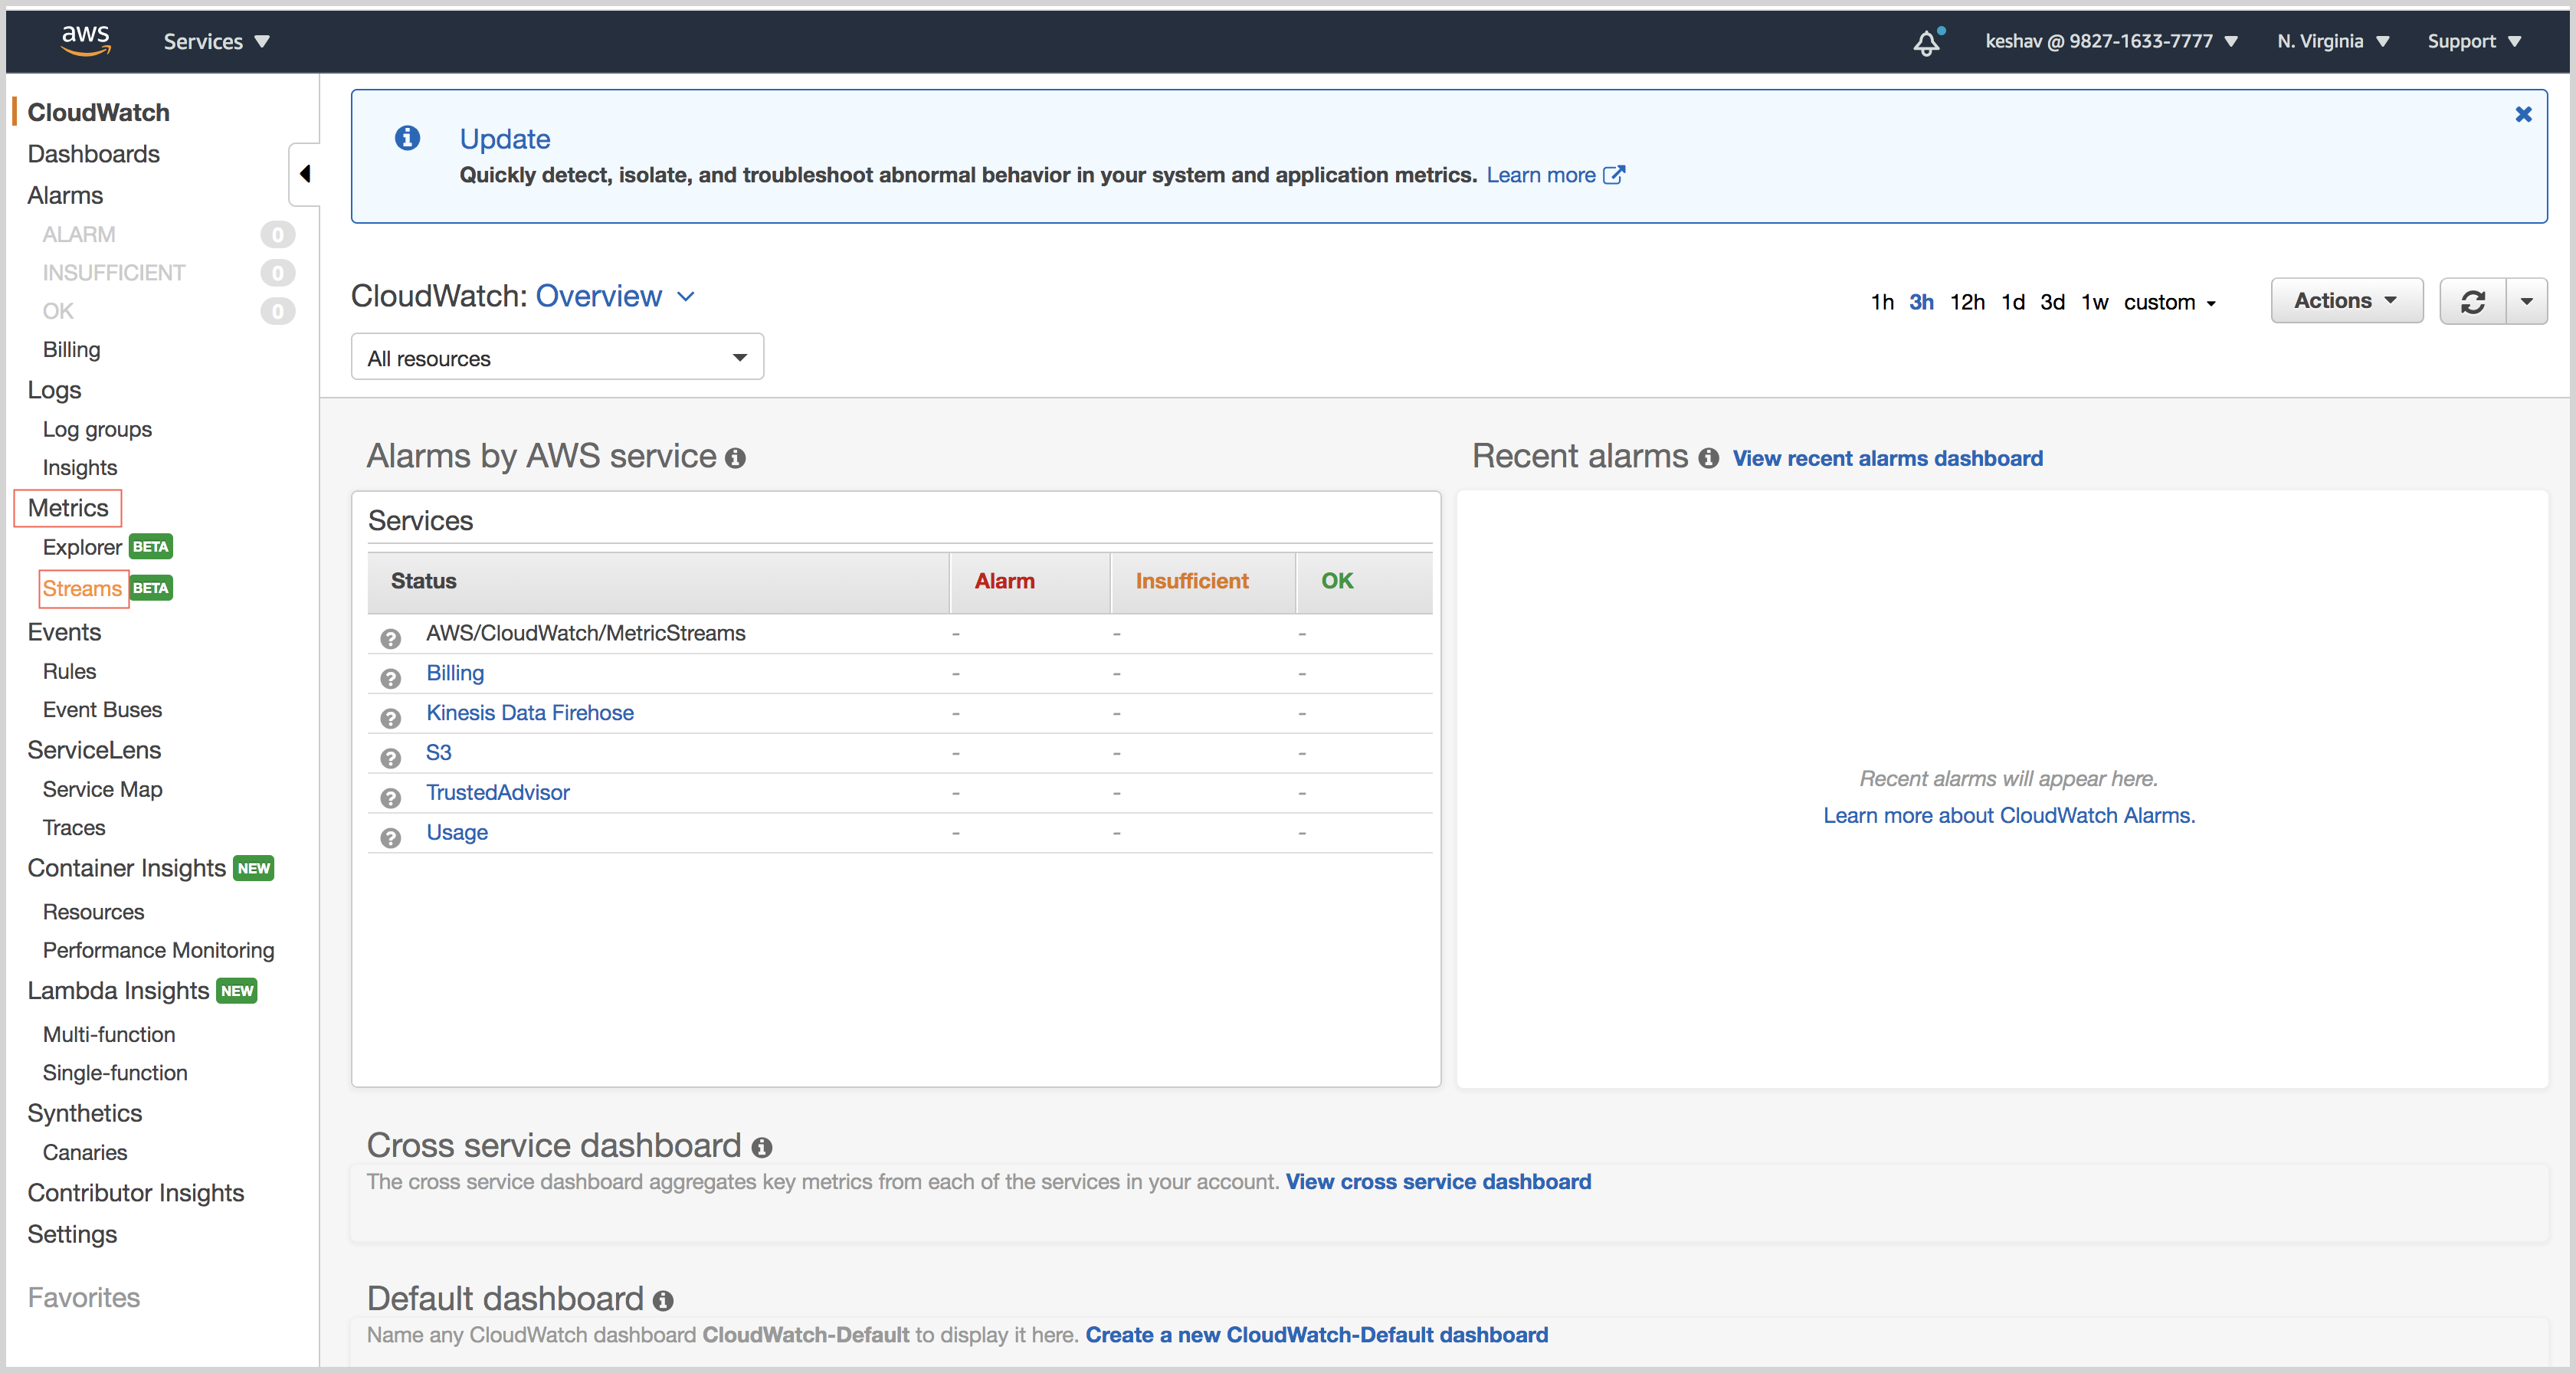 aws
Services
keshav @ 9827-1633-7777
N. Virginia
Support
CloudWatch
Dashboards
Alarms
ALARM 0
INSUFFICIENT 0
OK 0
Billing
Logs
Log groups
Insights
Metrics
Explorer BETA
Streams BETA
Events
Rules
Event Buses
ServiceLens
Service Map
Traces
Container Insights NEW
Resources
Performance Monitoring
Lambda Insights NEW
Multi-function
Single-function
Synthetics
Canaries
Contributor Insights
Settings
Favorites
Update
Quickly detect, isolate, and troubleshoot abnormal behavior in your system and application metrics. Learn more
CloudWatch: Overview
1h 3h 12h 1d 3d 1w custom
Actions
All resources
Alarms by AWS service
Services
Status Alarm Insufficient OK
AWS/CloudWatch/MetricStreams - - -
Billing - - -
Kinesis Data Firehose - - -
S3 - - -
TrustedAdvisor - - -
Usage - - -
Recent alarms View recent alarms dashboard
Recent alarms will appear here.
Learn more about CloudWatch Alarms.
Cross service dashboard
The cross service dashboard aggregates key metrics from each of the services in your account. View cross service dashboard
Default dashboard
Name any CloudWatch dashboard CloudWatch-Default to display it here. Create a new CloudWatch-Default dashboard